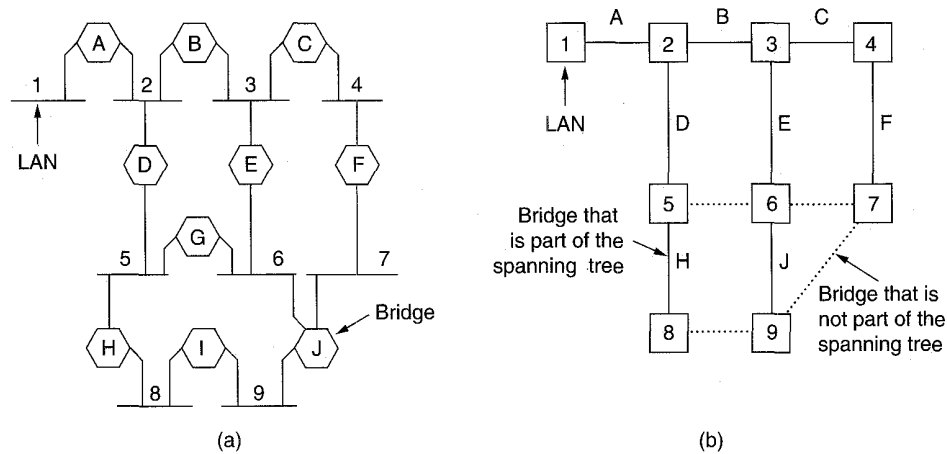 A B C
1 2 3 4
LAN
D E F
G
5 6 7
Bridge
H I J
8 9
(a)
A B C
1 2 3 4
LAN
D E F
5 6 7
Bridge that
is part of the
spanning tree
H J
Bridge that is
not part of the
spanning tree
8 9
(b)